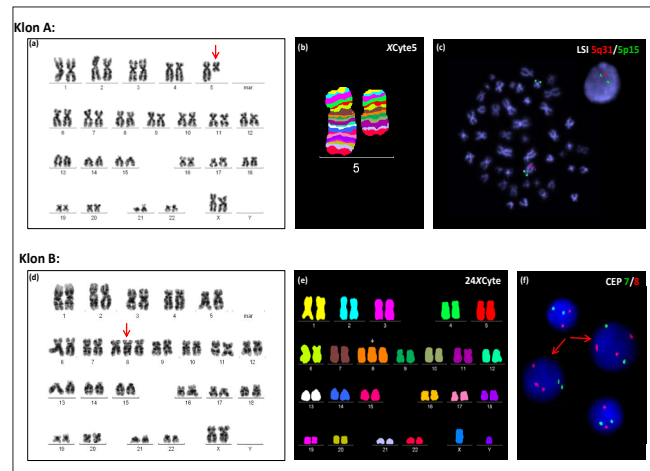 Klon A:
(a)
1 2 3 4 5 mar
6 7 8 9 10 11 12
13 14 15 16 17 18
19 20 21 22 X Y
(b) XCyte5
5
(c) LSI 5q31/5p15
Klon B:
(d)
1 2 3 4 5 mar
6 7 8 9 10 11 12
13 14 15 16 17 18
19 20 21 22 X Y
(e) 24XCyte
1 2 3 4 5
+
6 7 8 9 10 11 12
13 14 15 16 17 18
19 20 21 22 X Y
(f) CEP 7/8